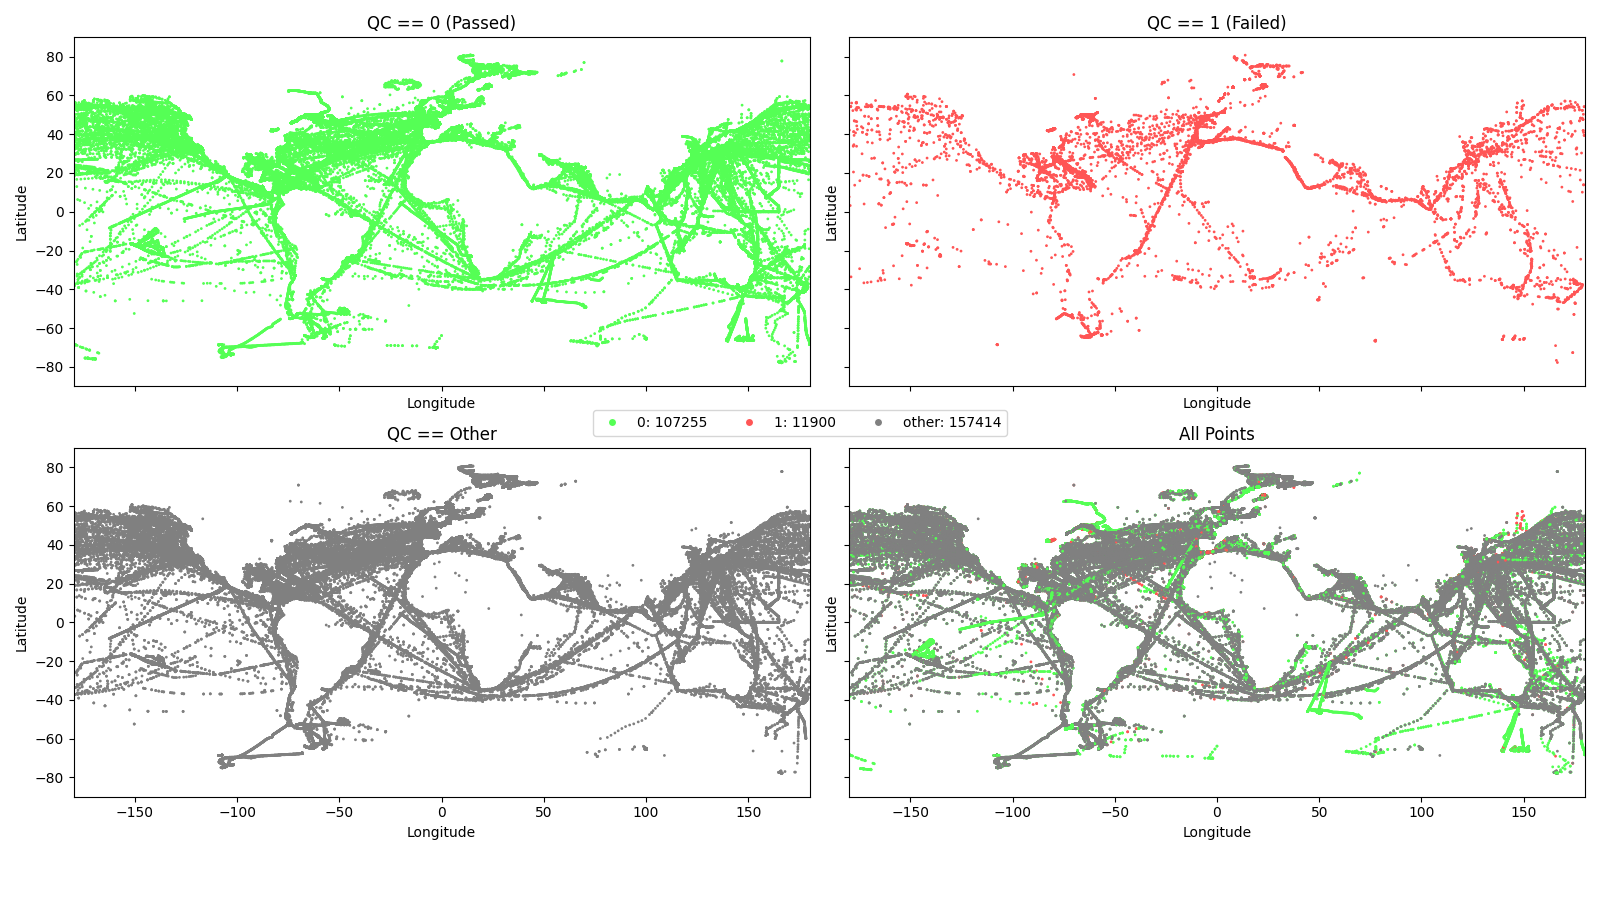 QC == 0 (Passed)
QC == 1 (Failed)
80
60
40
20
0
−20
−40
−60
−80
Latitude
Latitude
Longitude
Longitude
0: 107255
1: 11900
other: 157414
QC == Other
All Points
80
60
40
20
0
−20
−40
−60
−80
Latitude
Latitude
−150
−100
−50
0
50
100
150
−150
−100
−50
0
50
100
150
Longitude
Longitude